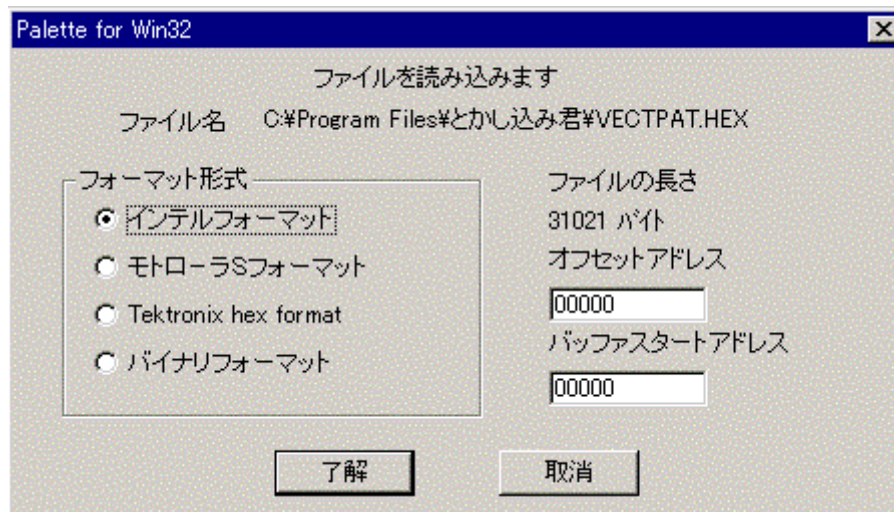 Palette for Win32
ファイルを読み込みます
ファイル名 C:¥Program Files¥とかし込み君¥VECTPAT.HEX
フォーマット形式
インテルフォーマット
モトローラSフォーマット
Tektronix hex format
バイナリフォーマット
ファイルの長さ
31021 バイト
オフセットアドレス
00000
バッファスタートアドレス
00000
了解
取消